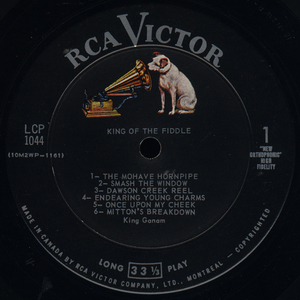 RCA VICTOR
LCP
1044
(10M2WP-1161)
KING OF THE FIDDLE
1
"NEW
ORTHOPHONIC"
HIGH
FIDELITY
1— THE MOHAVE HORNPIPE
2— SMASH THE WINDOW
3— DAWSON CREEK REEL
4— ENDEARING YOUNG CHARMS
5— ONCE UPON MY CHEEK
6— MITTON'S BREAKDOWN
King Ganam
LONG 33⅓ PLAY
MADE IN CANADA BY RCA VICTOR COMPANY, LTD., MONTREAL — COPYRIGHTED